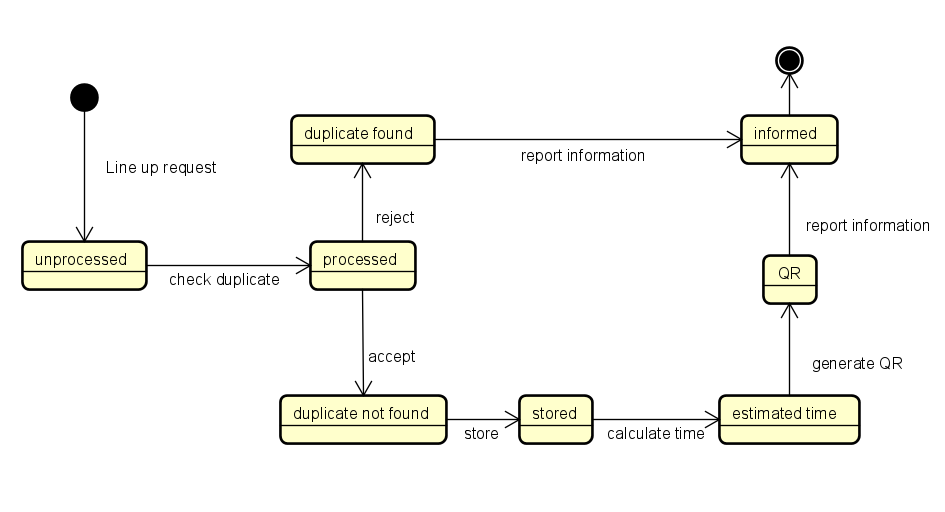 duplicate found
informed
report information
Line up request
reject
report information
unprocessed
processed
QR
check duplicate
accept
generate QR
duplicate not found
stored
estimated time
store
calculate time